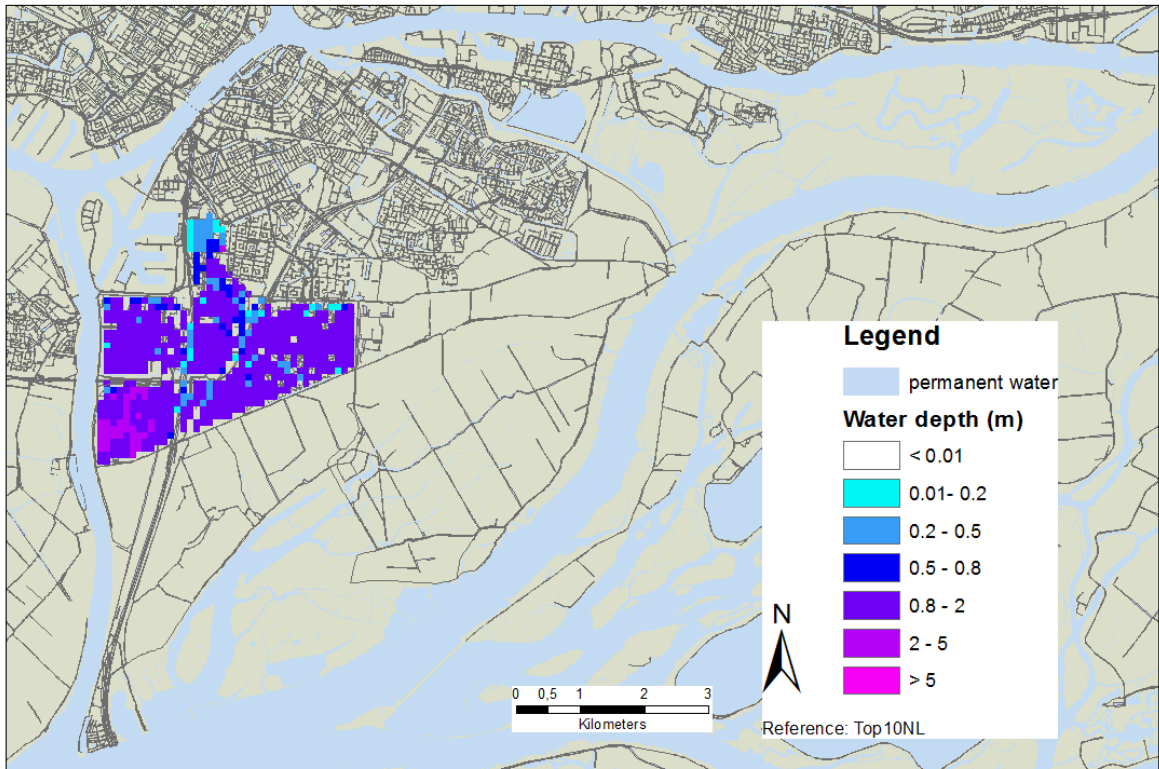 Legend
permanent water
Water depth (m)
< 0.01
0.01- 0.2
0.2 - 0.5
0.5 - 0.8
0.8 - 2
2 - 5
> 5
N
0 0,5 1 2 3
Kilometers
Reference: Top10NL